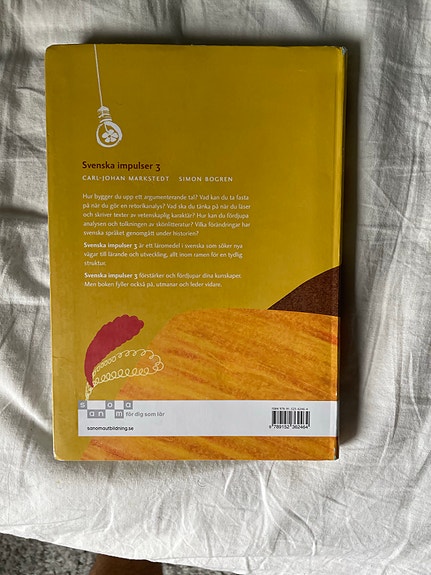 Svenska impulser 3
CARL-JOHAN MARKSTEDT SIMON BOGREN
Hur bygger du upp ett argumenterande tal? Vad kan du ta fasta
på när du gör en retorikanalys? Vad ska du tänka på när du läser
och skriver texter av vetenskaplig karaktär? Hur kan du fördjupa
analysen och tolkningen av skönlitteratur? Vilka förändringar har
svenska språket genomgått under historien?
Svenska impulser 3 är ett läromedel i svenska som söker nya
vägar till lärande och utveckling, allt inom ramen för en tydlig
struktur.
Svenska impulser 3 förstärker och fördjupar dina kunskaper.
Men boken fyller också på, utmanar och leder vidare.
s o a
an m för dig som lär
sanomautbildning.se
9 789152 362464